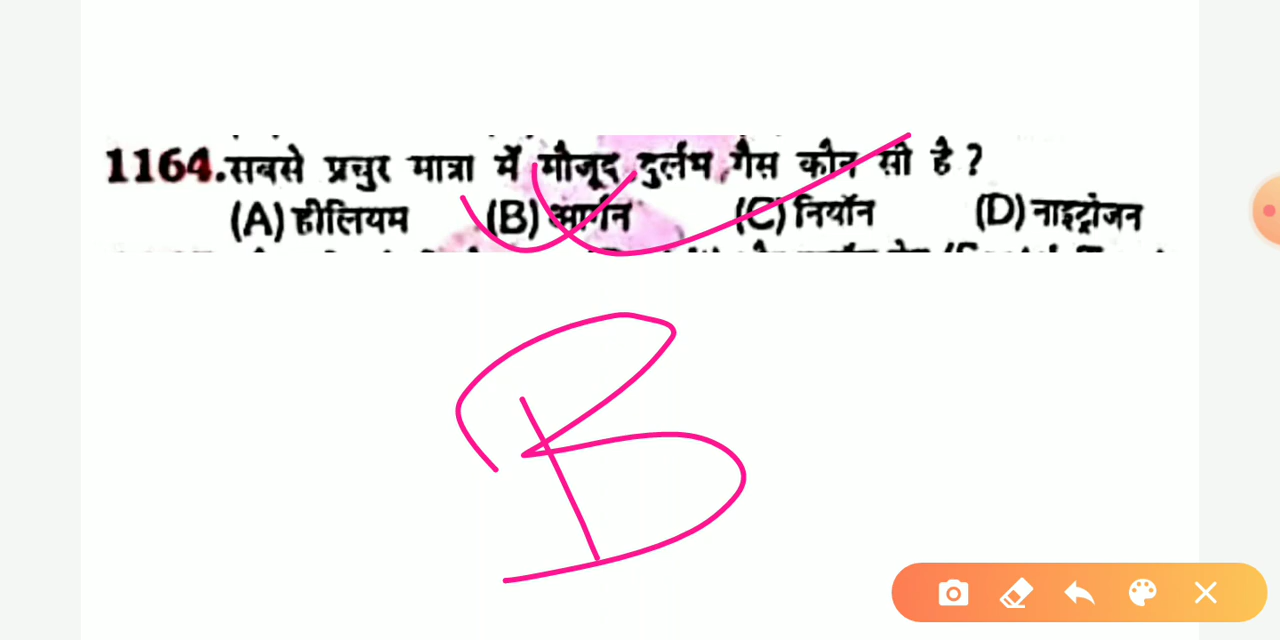 1164.सबसे प्रचुर मात्रा में मौजूद दुर्लभ गैस कौन सी है ?
(A) हीलियम (B) आर्गन (C) नियॉन (D) नाइट्रोजन
B